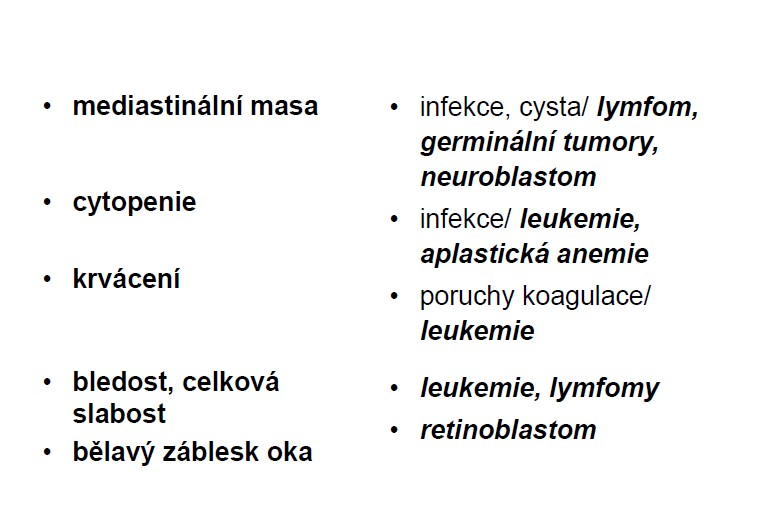 • mediastinální masa
• cytopenie
• krvácení
• bledost, celková
slabost
• bělavý záblesk oka
• infekce, cysta/ lymfom,
germinální tumory,
neuroblastom
• infekce/ leukemie,
aplastická anemie
• poruchy koagulace/
leukemie
• leukemie, lymfomy
• retinoblastom